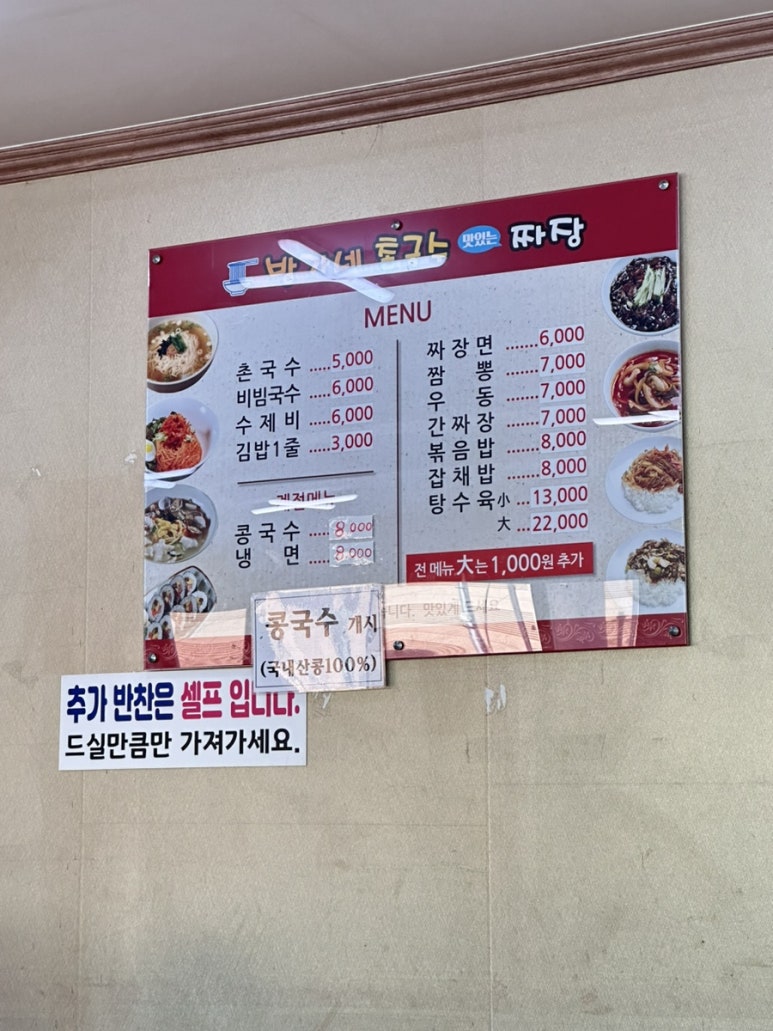 맛있는 짜장
MENU
촌국수 .....5,000
비빔국수 .....6,000
수제비 .....6,000
김밥1줄 ....3,000
계절메뉴
콩국수 .....8,000
냉면 .....8,000
짜장면 .......6,000
짬뽕 .......7,000
우동 .......7,000
간짜장 .......7,000
볶음밥 .......8,000
잡채밥 .......8,000
탕수육 小 ...13,000
大 ...22,000
전 메뉴 大는 1,000원 추가
콩국수 개시
(국내산콩100%)
추가 반찬은 셀프 입니다.
드실만큼만 가져가세요.